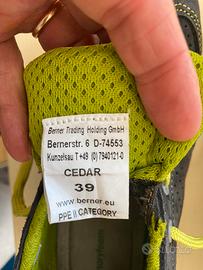 Berner Trading Holding GmbH
Bernerstr. 6 D-74553
Kunzelsau T+49 (0) 7940121-0
CEDAR
39
www.berner.eu
PPE II CATEGORY
subito